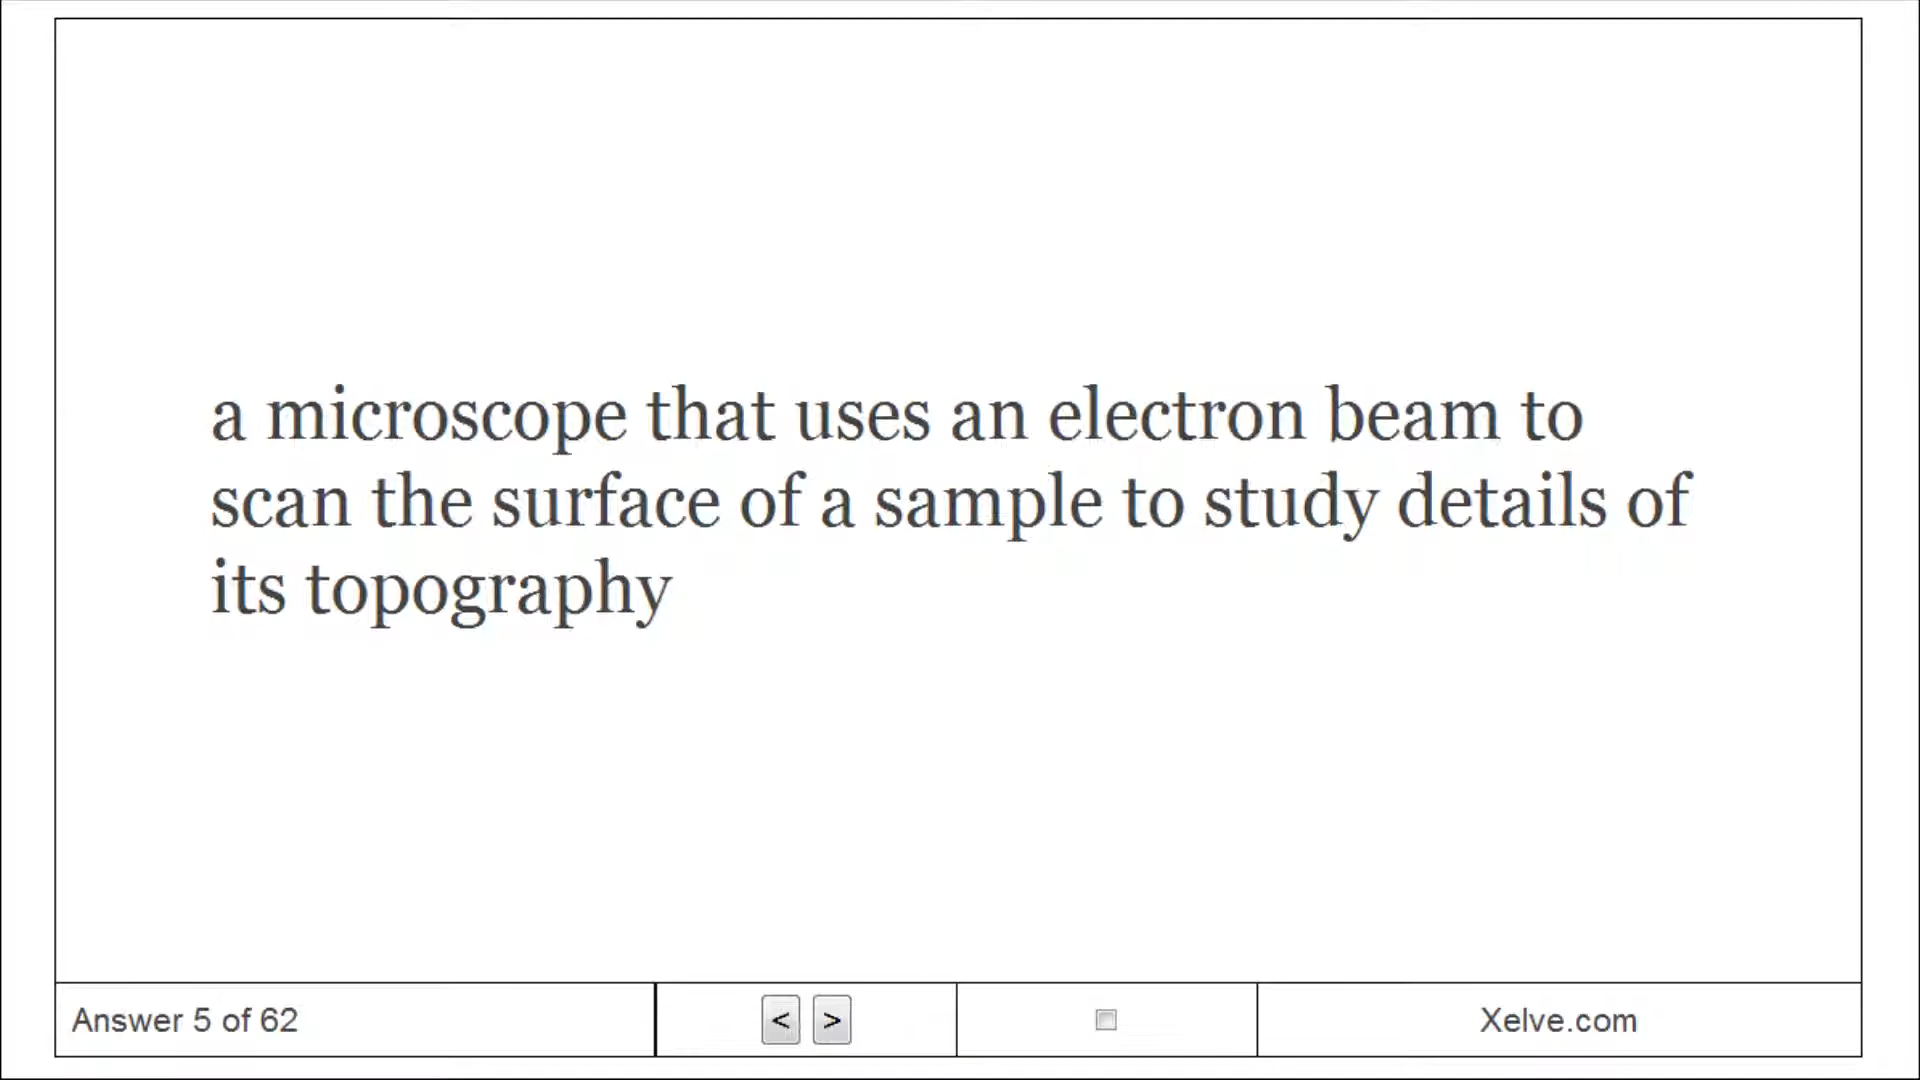 a microscope that uses an electron beam to
scan the surface of a sample to study details of
its topography
Answer 5 of 62
< >
Xelve.com